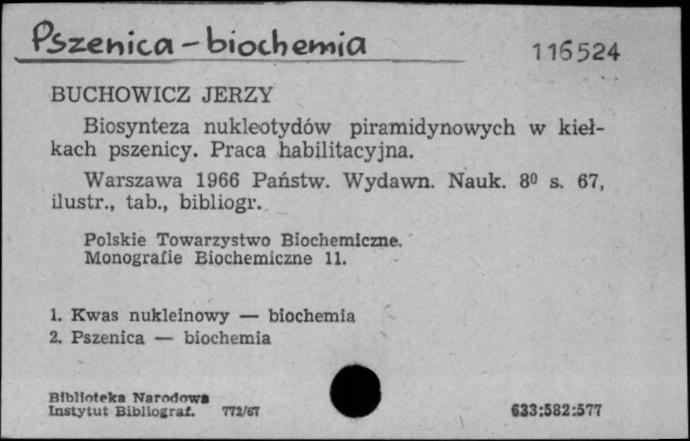 Pszenica - biochemia
116524
BUCHOWICZ JERZY
Biosynteza nukleotydów piramidynowych w kieł-
kach pszenicy. Praca habilitacyjna.
Warszawa 1966 Państw. Wydawn. Nauk. 8⁰ s. 67,
ilustr., tab., bibliogr.
Polskie Towarzystwo Biochemiczne.
Monografie Biochemiczne 11.
1. Kwas nukleinowy — biochemia
2. Pszenica — biochemia
Biblioteka Narodowa
Instytut Bibliograf. 772/67
633:582:577